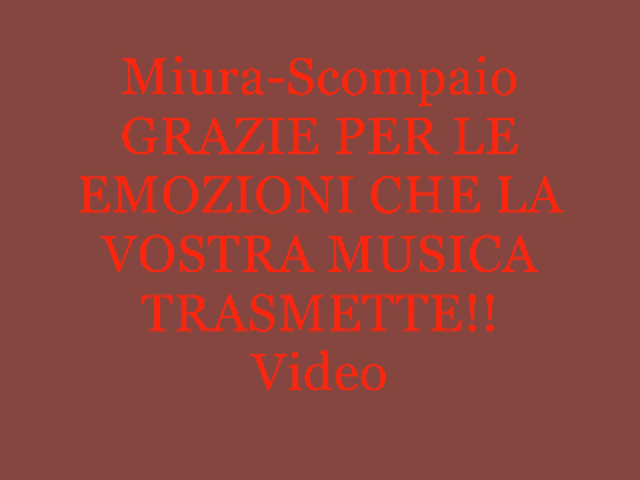 Miura-Scompaio
GRAZIE PER LE
EMOZIONI CHE LA
VOSTRA MUSICA
TRASMETTE!!
Video